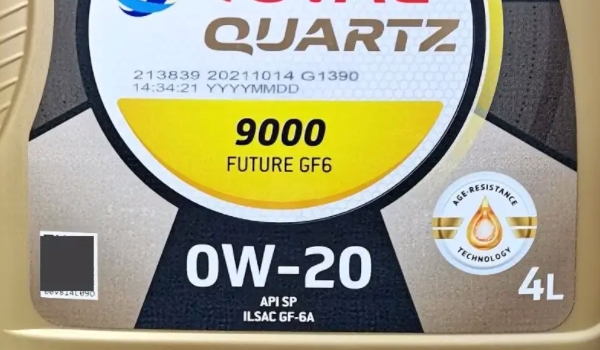 TOTAL
QUARTZ
213839 20211014 G1390
14:34:21 YYYYMMDD
9000
FUTURE GF6
AGE-RESISTANCE
TECHNOLOGY
0W-20
API SP
ILSAC GF-6A
4L